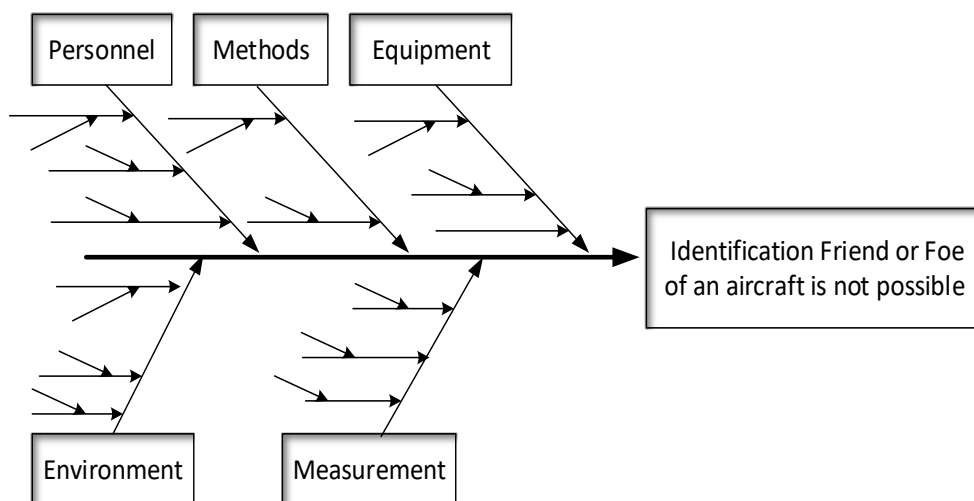 Personnel
Methods
Equipment
Identification Friend or Foe
of an aircraft is not possible
Environment
Measurement